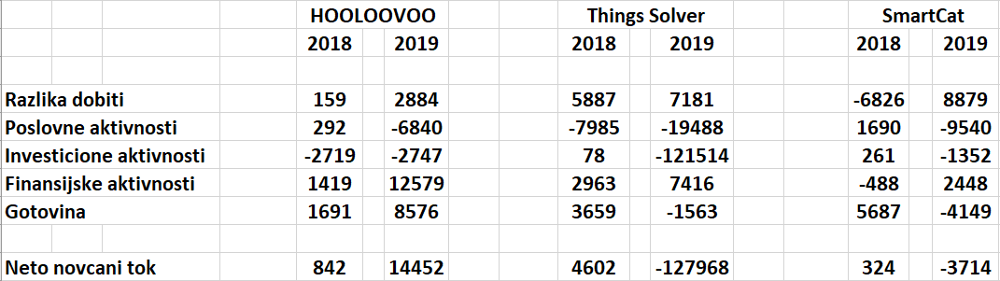 HOOLOOVOO Things Solver SmartCat
2018 2019 2018 2019 2018 2019
Razlika dobiti 159 2884 5887 7181 -6826 8879
Poslovne aktivnosti 292 -6840 -7985 -19488 1690 -9540
Investicione aktivnosti -2719 -2747 78 -121514 261 -1352
Finansijske aktivnosti 1419 12579 2963 7416 -488 2448
Gotovina 1691 8576 3659 -1563 5687 -4149
Neto novcani tok 842 14452 4602 -127968 324 -3714